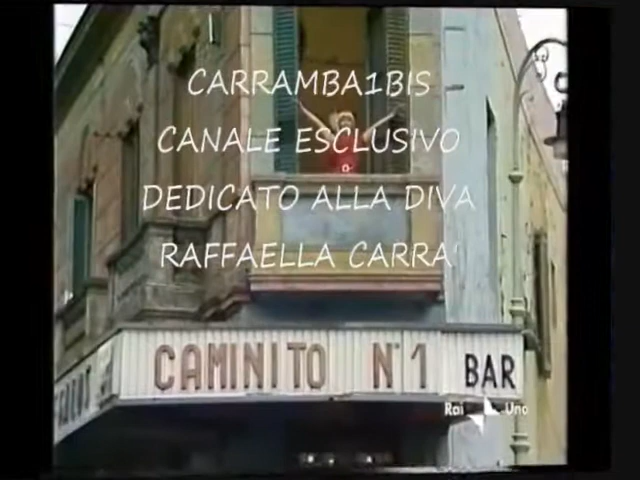 CARRAMBA1BIS
CANALE ESCLUSIVO
DEDICATO ALLA DIVA
RAFFAELLA CARRA'
CAMINITO N°1 BAR
Rai Uno